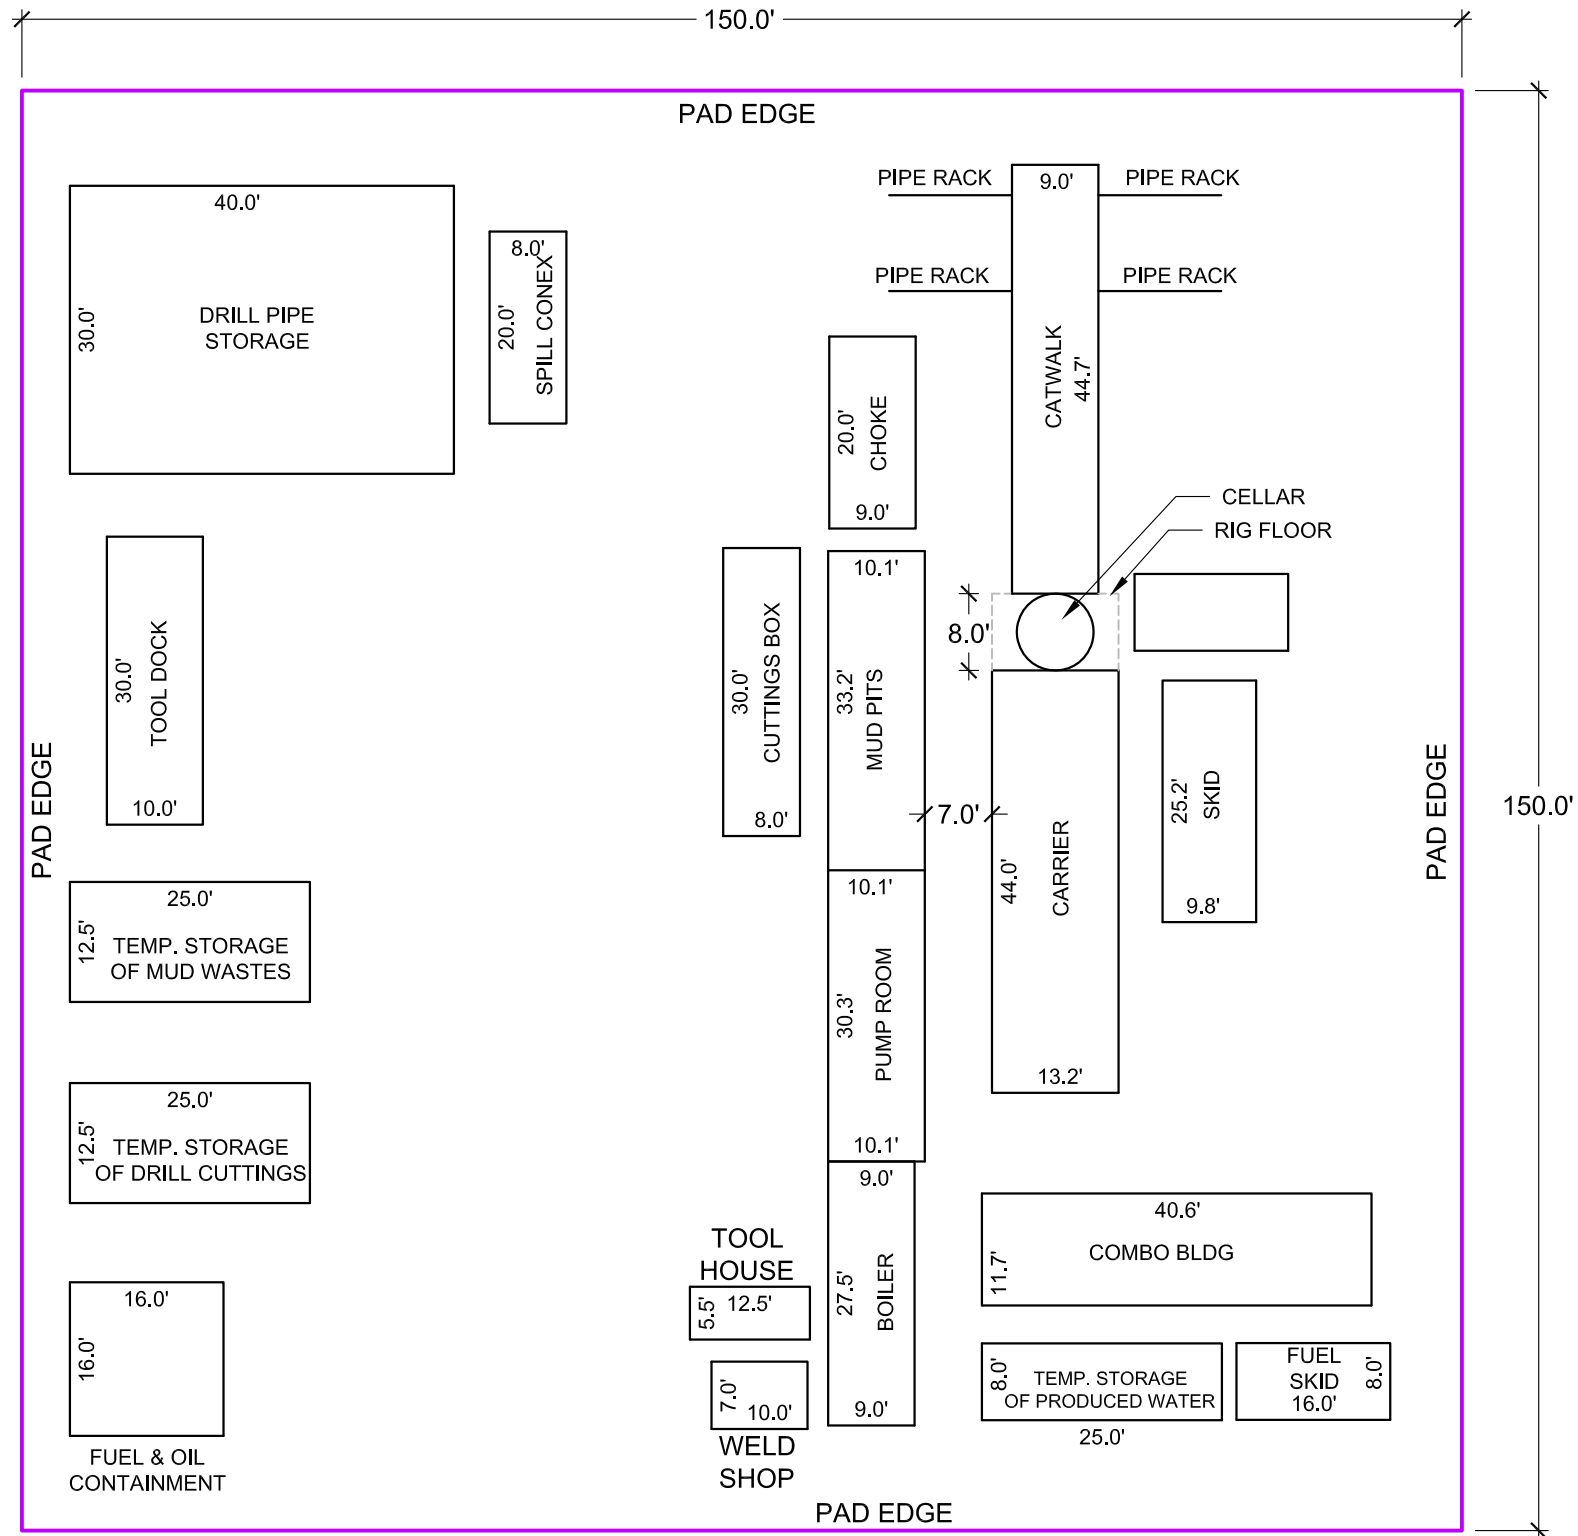 150.0'
PAD EDGE
PIPE RACK
9.0'
PIPE RACK
40.0'
8.0'
PIPE RACK
PIPE RACK
30.0'
DRILL PIPE
STORAGE
20.0'
SPILL CONEX
CATWALK
44.7'
20.0'
CHOKE
9.0'
CELLAR
RIG FLOOR
10.1'
8.0'
30.0'
TOOL DOCK
10.0'
30.0'
CUTTINGS BOX
8.0'
33.2'
MUD PITS
7.0'
25.2'
SKID
9.8'
PAD EDGE
PAD EDGE
150.0'
44.0'
CARRIER
13.2'
25.0'
12.5'
TEMP. STORAGE
OF MUD WASTES
10.1'
30.3'
PUMP ROOM
10.1'
25.0'
12.5'
TEMP. STORAGE
OF DRILL CUTTINGS
9.0'
27.5'
BOILER
9.0'
40.6'
11.7'
COMBO BLDG
TOOL
HOUSE
5.5'
12.5'
16.0'
16.0'
FUEL & OIL
CONTAINMENT
7.0'
10.0'
WELD
SHOP
8.0'
TEMP. STORAGE
OF PRODUCED WATER
25.0'
FUEL
SKID
16.0'
8.0'
PAD EDGE